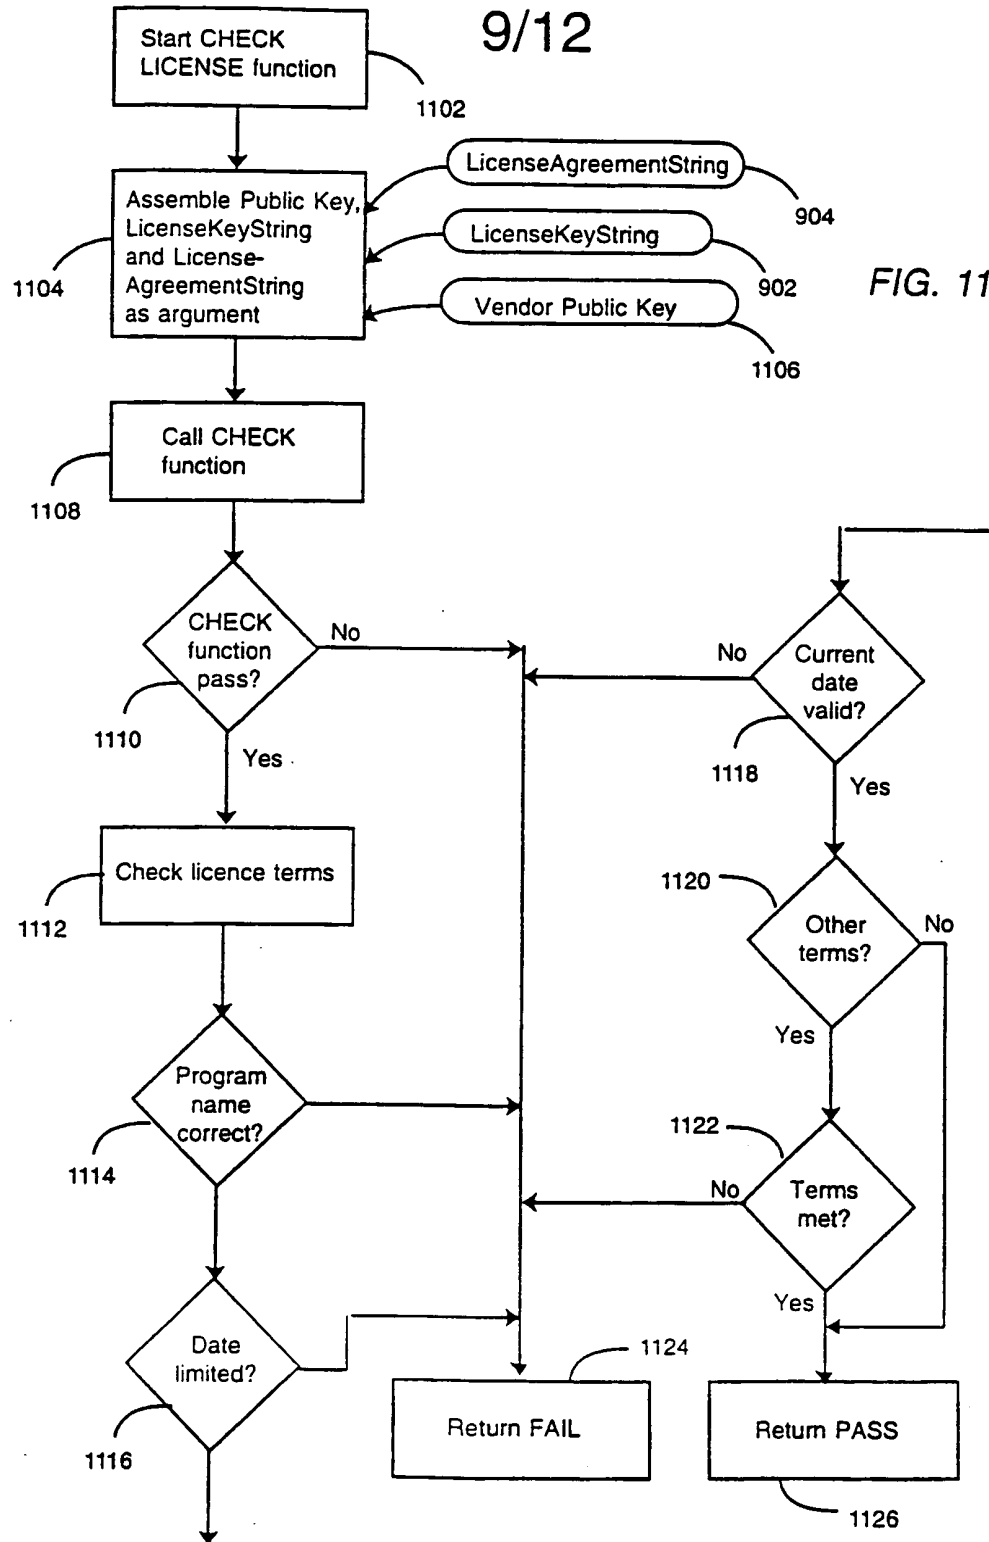 9/12
Start CHECK
LICENSE function
1102
LicenseAgreementString
904
Assemble Public Key,
LicenseKeyString
and License-
AgreementString
as argument
1104
LicenseKeyString
902
FIG. 11
Vendor Public Key
1106
Call CHECK
function
1108
CHECK
function
pass?
No
1110
Yes
Current
date
valid?
No
1118
Yes
Check licence terms
1112
1120
Other
terms?
No
Yes
Program
name
correct?
1114
1122
Terms
met?
No
Yes
Date
limited?
1116
1124
Return FAIL
Return PASS
1126